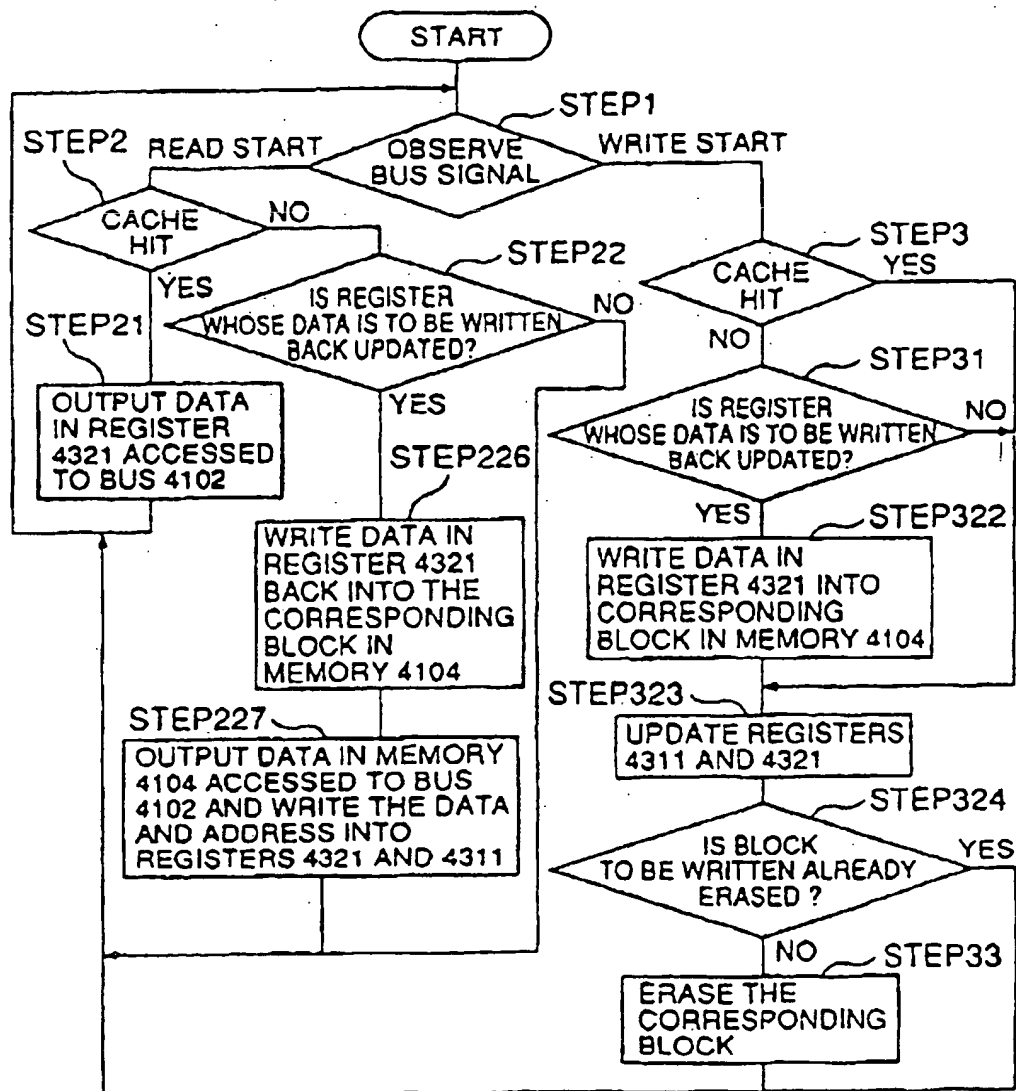 START
STEP1
OBSERVE
BUS SIGNAL
READ START
WRITE START
STEP2
CACHE
HIT
NO
YES
STEP21
OUTPUT DATA
IN REGISTER
4321 ACCESSED
TO BUS 4102
STEP22
IS REGISTER
WHOSE DATA IS TO BE WRITTEN
BACK UPDATED?
NO
YES
STEP226
WRITE DATA IN
REGISTER 4321
BACK INTO THE
CORRESPONDING
BLOCK IN
MEMORY 4104
STEP227
OUTPUT DATA IN MEMORY
4104 ACCESSED TO BUS
4102 AND WRITE THE DATA
AND ADDRESS INTO
REGISTERS 4321 AND 4311
STEP3
CACHE
HIT
YES
NO
STEP31
IS REGISTER
WHOSE DATA IS TO BE WRITTEN
BACK UPDATED?
NO
YES
STEP322
WRITE DATA IN
REGISTER 4321 INTO
CORRESPONDING
BLOCK IN MEMORY 4104
STEP323
UPDATE REGISTERS
4311 AND 4321
STEP324
IS BLOCK
TO BE WRITTEN ALREADY
ERASED ?
YES
NO
STEP33
ERASE THE
CORRESPONDING
BLOCK